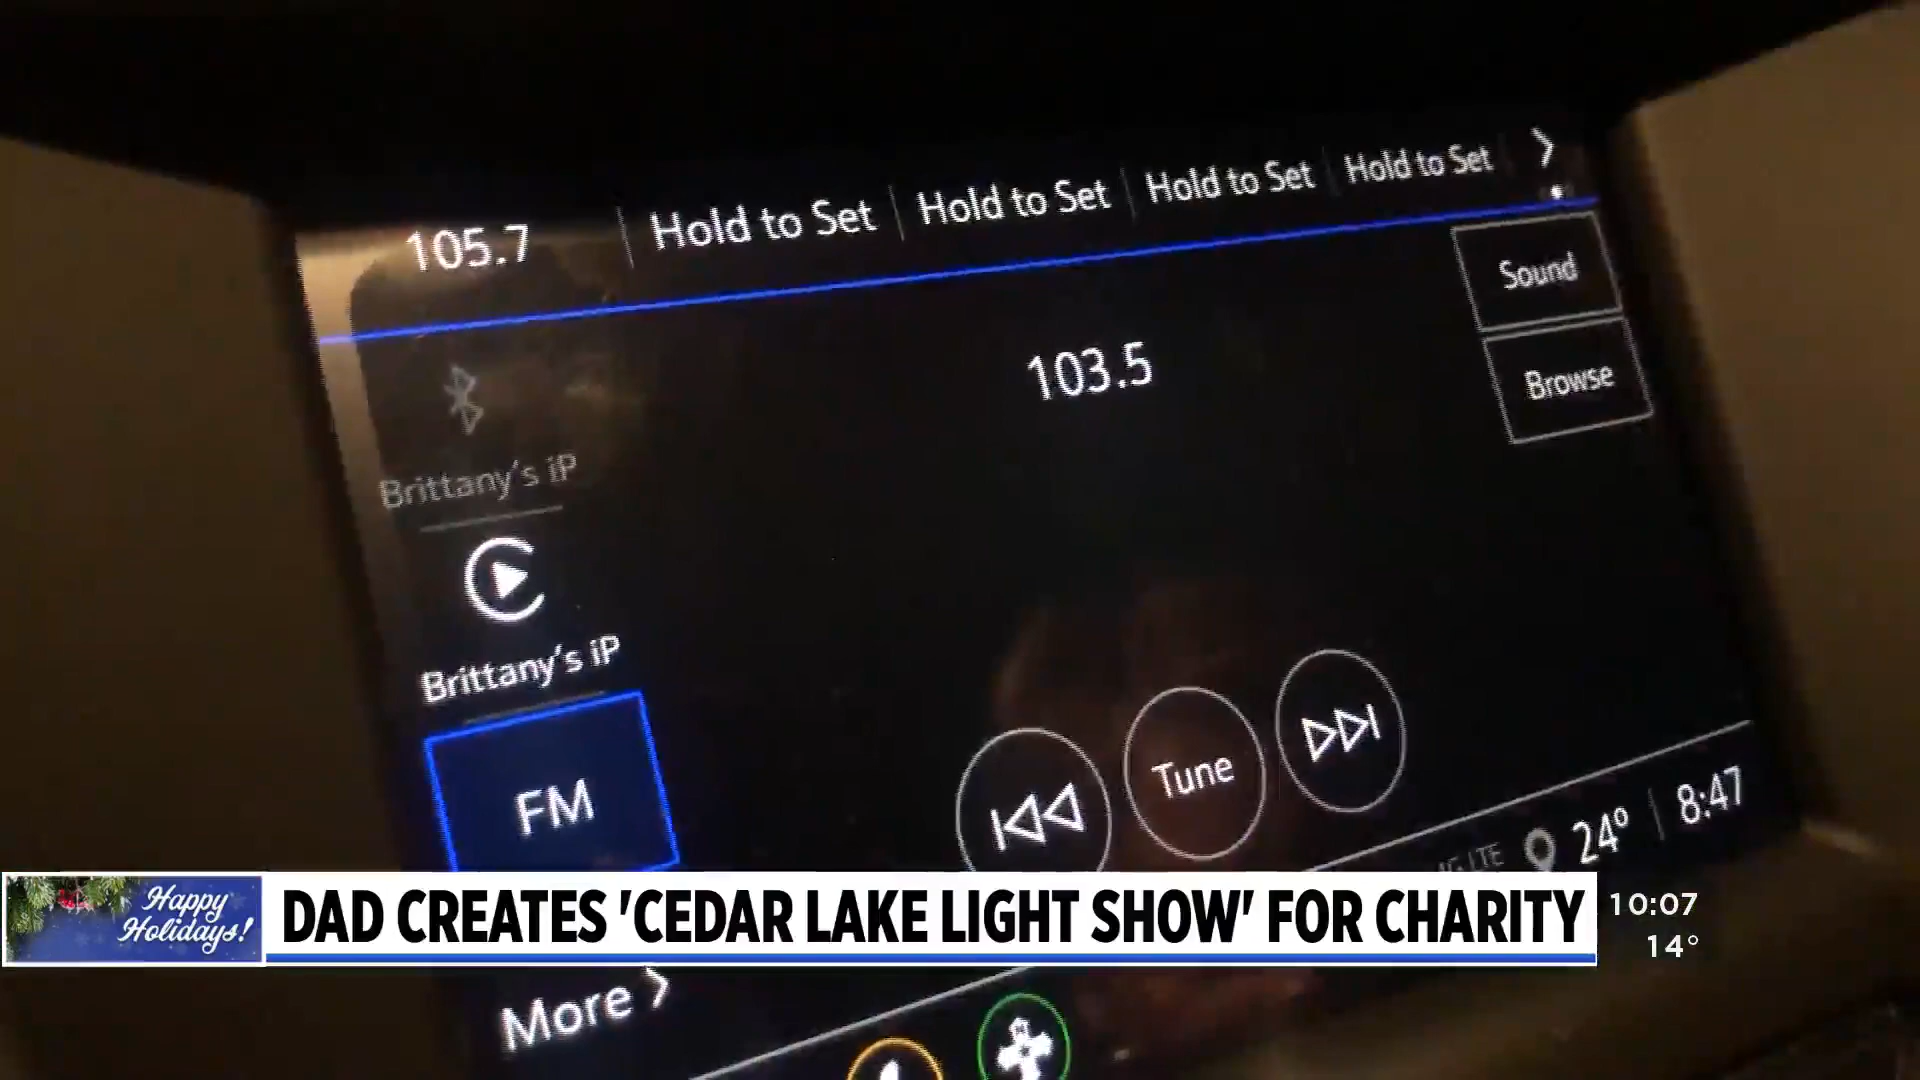 105.7
Hold to Set
Hold to Set
Hold to Set
Hold to Set
Sound
103.5
Browse
Brittany's iP
Brittany's iP
FM
Tune
LTE
24°
8:47
Happy
Holidays!
DAD CREATES 'CEDAR LAKE LIGHT SHOW' FOR CHARITY
10:07
14°
More